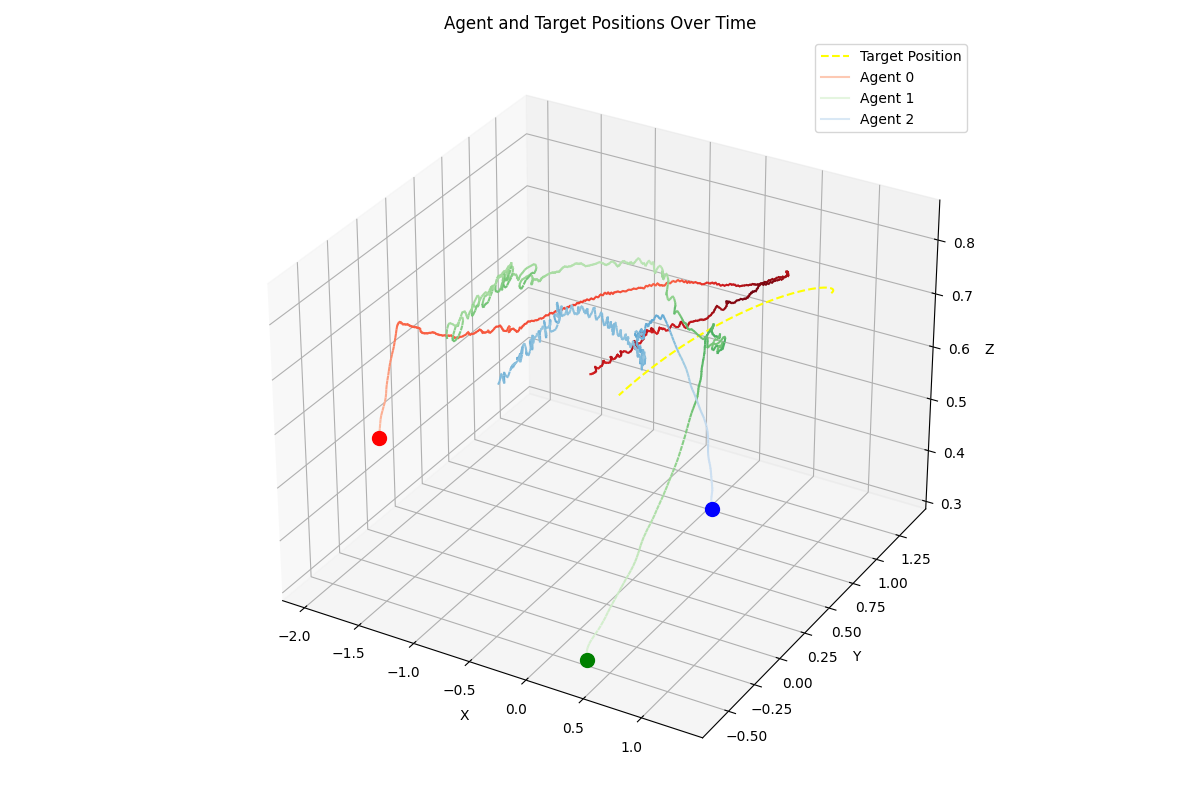 Agent and Target Positions Over Time
Target Position
Agent 0
Agent 1
Agent 2
0.8
0.7
0.6
Z
0.5
0.4
0.3
1.25
1.00
0.75
0.50
0.25
Y
0.00
−0.25
−0.50
−2.0
−1.5
−1.0
−0.5
X
0.0
0.5
1.0